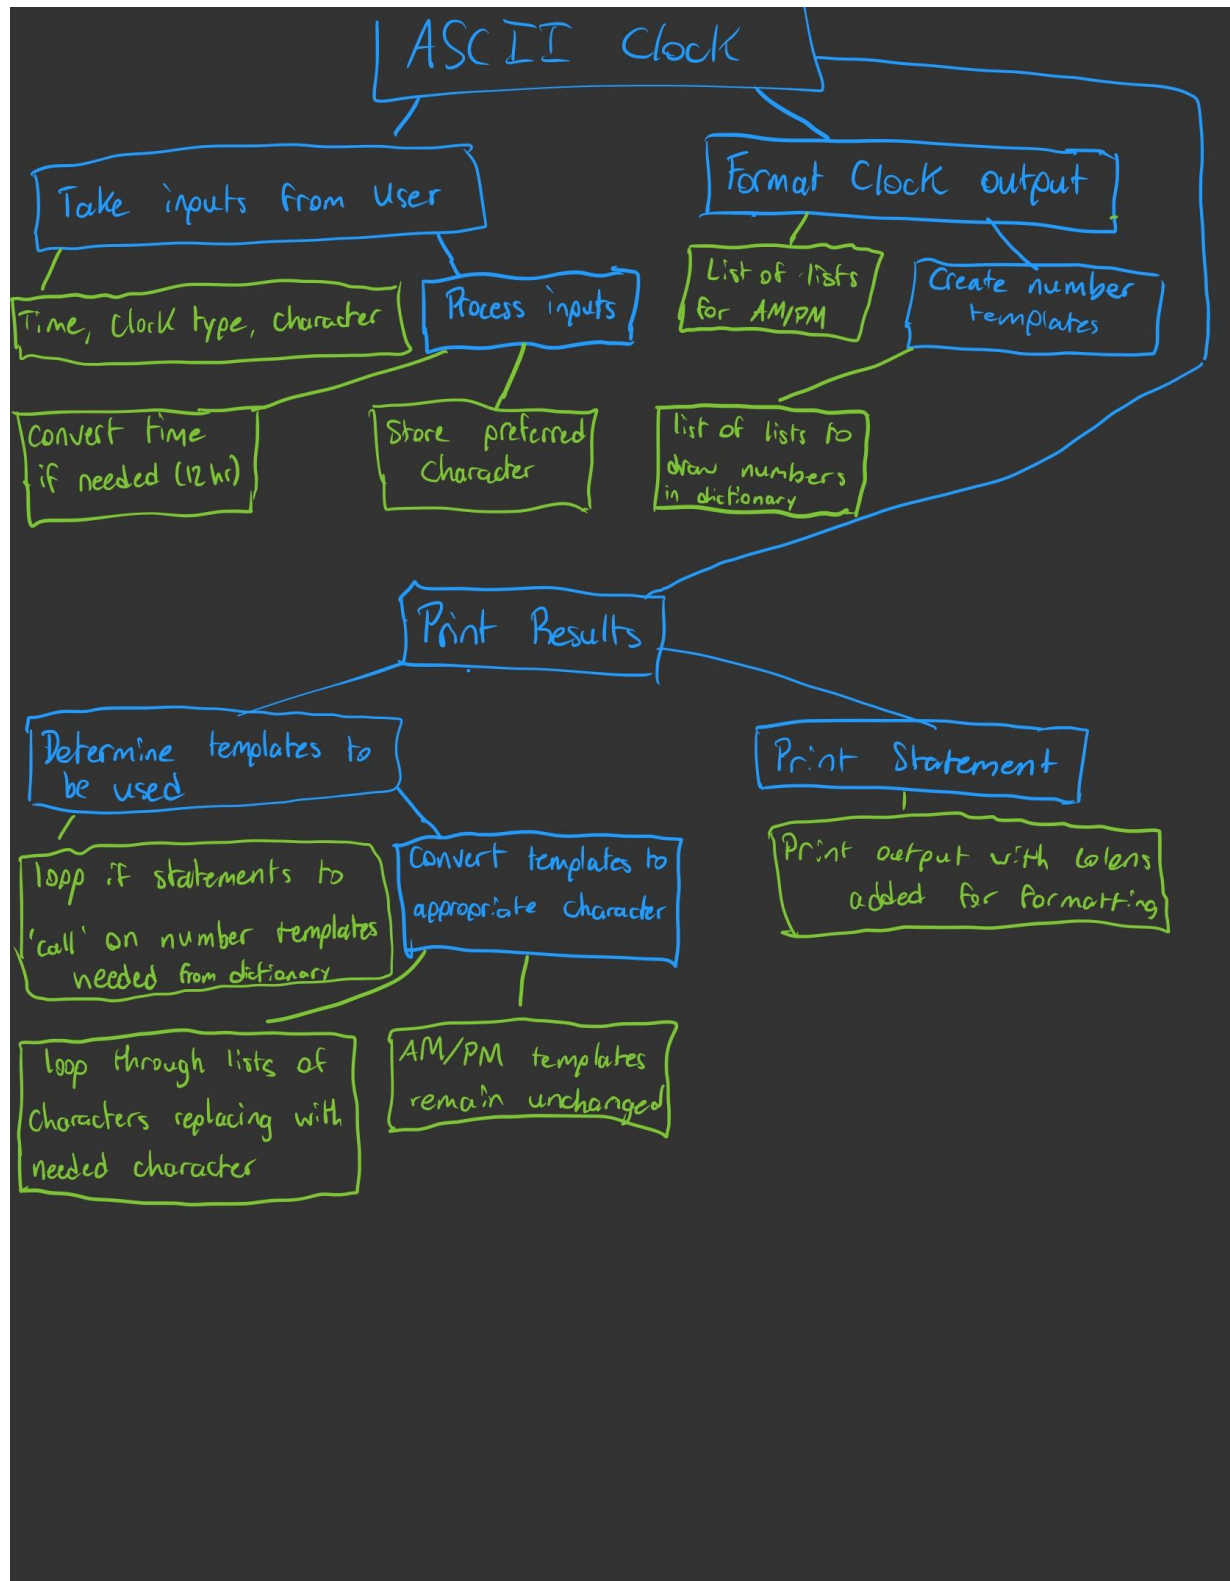 ASCII Clock
Take inputs from User
Format Clock output
Time, Clock type, character
Process inputs
List of lists
for AM/PM
Create number
templates
Convert time
if needed (12 hr)
Store preferred
Character
list of lists to
draw numbers
in dictionary
Print Results
Determine templates to
be used
Print Statement
loop if statements to
'call' on number templates
needed from dictionary
Convert templates to
appropriate character
Print output with colens
added for formatting
loop through lists of
Characters replacing with
needed character
AM/PM templates
remain unchanged